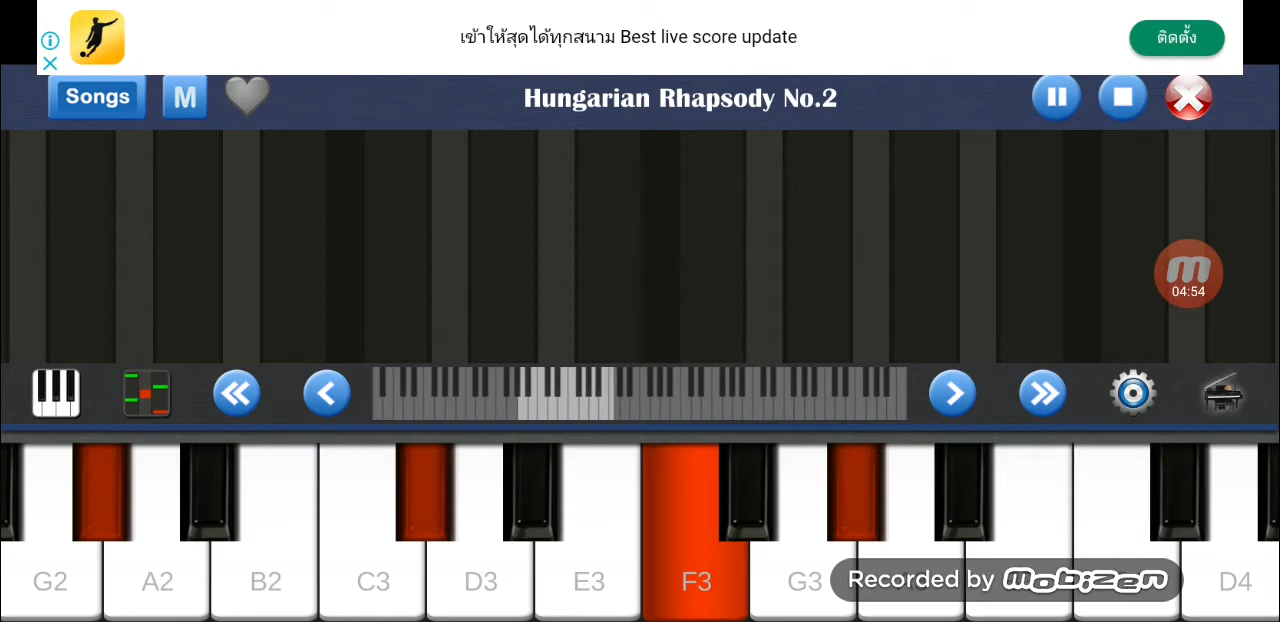 เข้าให้สุดได้ทุกสนาม Best live score update
ติดตั้ง
Songs
M
Hungarian Rhapsody No.2
04:54
G2
A2
B2
C3
D3
E3
F3
G3
D4
Recorded by mobizen